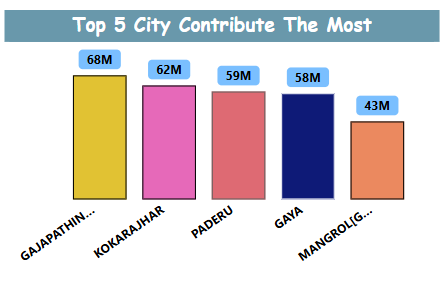 Top 5 City Contribute The Most
68M
62M
59M
58M
43M
GAJAPATHIN...
KOKARAJHAR
PADERU
GAYA
MANGROL[G...